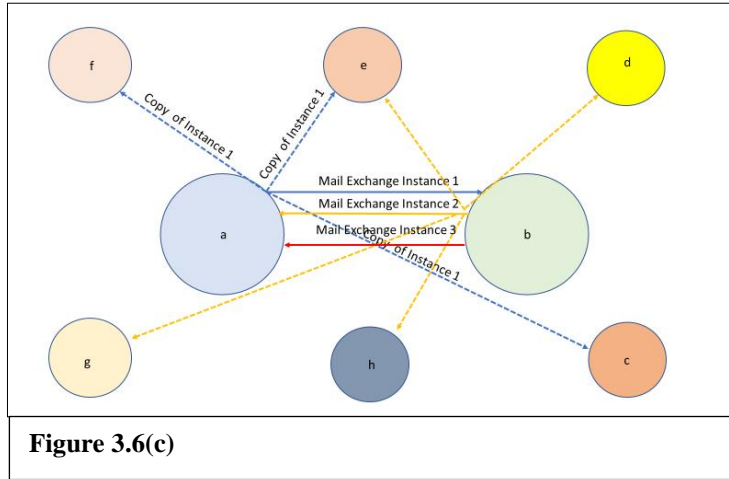 f
e
d
Copy of Instance 1
Copy of Instance 1
Mail Exchange Instance 1
Mail Exchange Instance 2
a
b
Mail Exchange Instance 3
Copy of Instance 1
g
h
c
Figure 3.6(c)